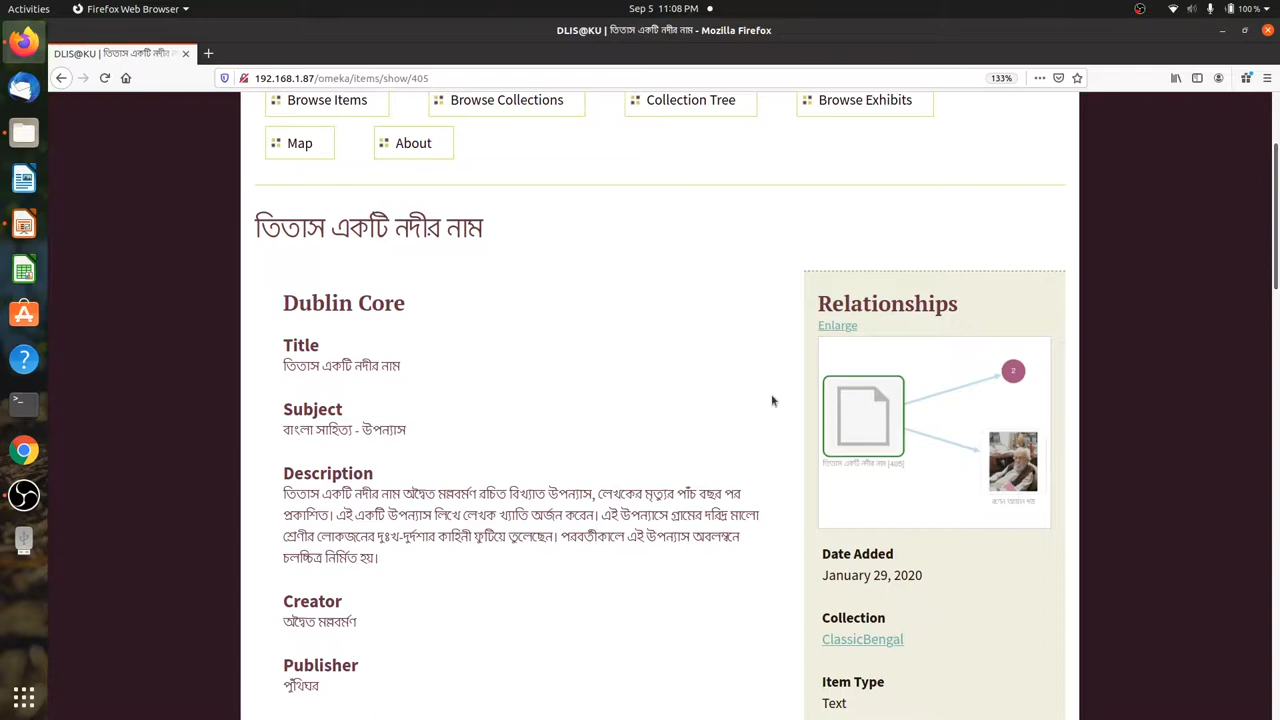 Activities
Firefox Web Browser
Sep 5 11:08 PM
100 %
DLIS@KU | তিতাস একটি নদীর নাম - Mozilla Firefox
DLIS@KU | তিতাস একটি নদীর
192.168.1.87/omeka/items/show/405
133%
Browse Items
Browse Collections
Collection Tree
Browse Exhibits
Map
About
তিতাস একটি নদীর নাম
Dublin Core
Title
তিতাস একটি নদীর নাম
Subject
বাংলা সাহিত্য - উপন্যাস
Description
তিতাস একটি নদীর নাম অদ্বৈত মল্লবর্মণ রচিত বিখ্যাত উপন্যাস, লেখকের মৃত্যুর পাঁচ বছর পর
প্রকাশিত। এই একটি উপন্যাস লিখে লেখক খ্যাতি অর্জন করেন। এই উপন্যাসে গ্রামের দরিদ্র মালো
শ্রেণীর লোকজনের দুঃখ-দুর্দশার কাহিনী ফুটিয়ে তুলেছেন। পরবর্তীকালে এই উপন্যাস অবলম্বনে
চলচ্চিত্র নির্মিত হয়।
Creator
অদ্বৈত মল্লবর্মণ
Publisher
পুঁথিঘর
Relationships
Enlarge
2
তিতাস একটি নদীর নাম [405]
Date Added
January 29, 2020
Collection
ClassicBengal
Item Type
Text